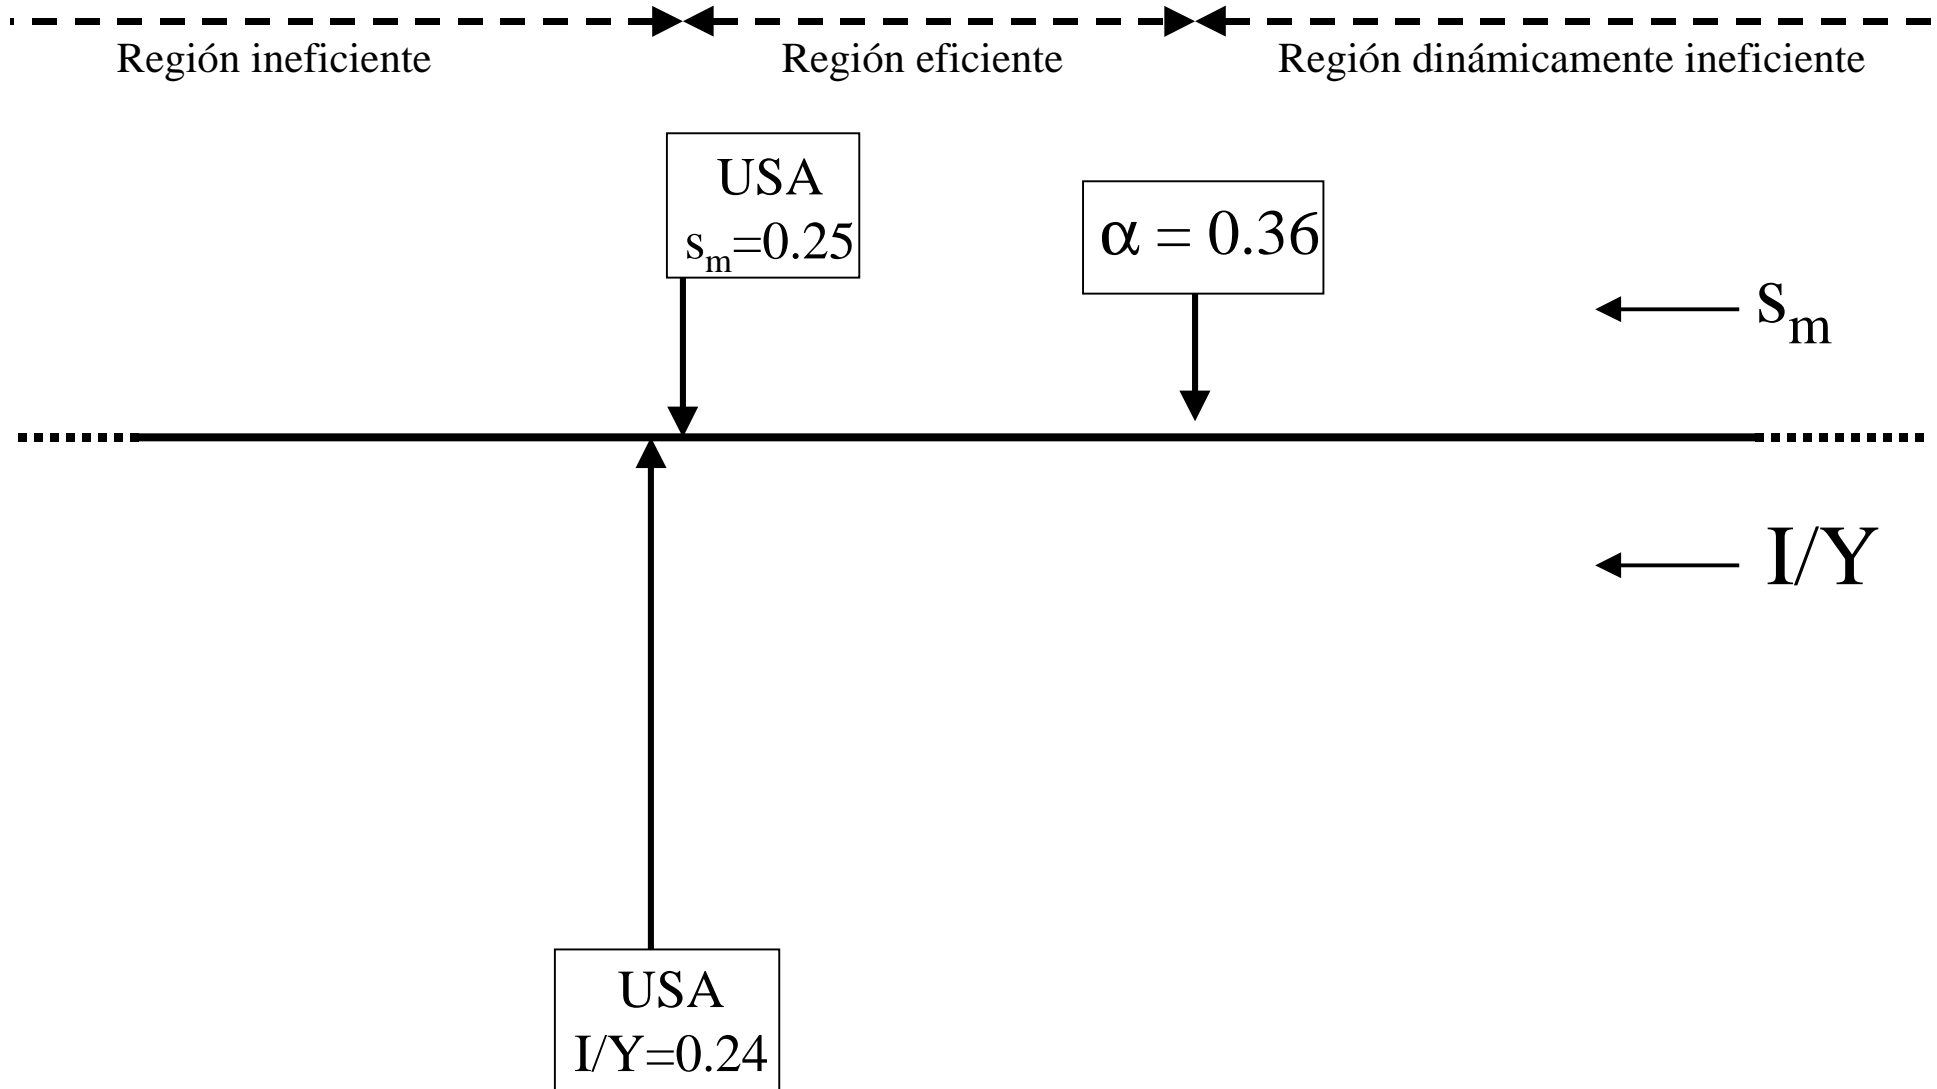 Región ineficiente
Región eficiente
Región dinámicamente ineficiente
USA
sₘ=0.25
α = 0.36
sₘ
I/Y
USA
I/Y=0.24